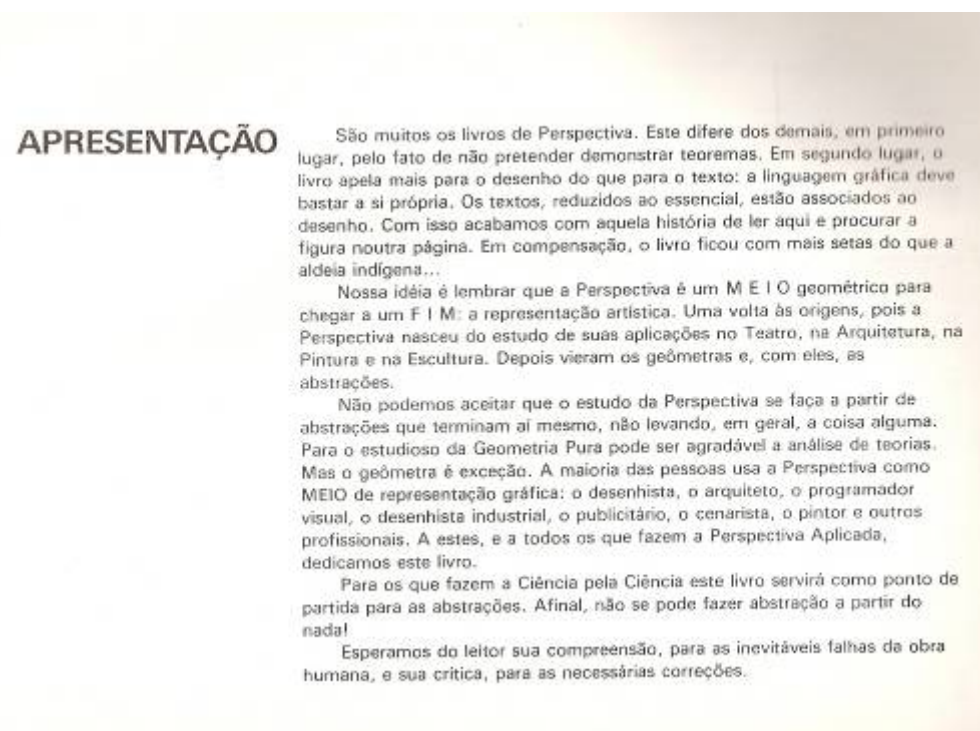 APRESENTAÇÃO
São muitos os livros de Perspectiva. Este difere dos demais, em primeiro
lugar, pelo fato de não pretender demonstrar teoremas. Em segundo lugar, o
livro apela mais para o desenho do que para o texto: a linguagem gráfica deve
bastar a si própria. Os textos, reduzidos ao essencial, estão associados ao
desenho. Com isso acabamos com aquela história de ler aqui e procurar a
figura noutra página. Em compensação, o livro ficou com mais setas do que a
aldeia indígena...
Nossa idéia é lembrar que a Perspectiva é um M E I O geométrico para
chegar a um F I M: a representação artística. Uma volta às origens, pois a
Perspectiva nasceu do estudo de suas aplicações no Teatro, na Arquitetura, na
Pintura e na Escultura. Depois vieram os geômetras e, com eles, as
abstrações.
Não podemos aceitar que o estudo da Perspectiva se faça a partir de
abstrações que terminam aí mesmo, não levando, em geral, a coisa alguma.
Para o estudioso da Geometria Pura pode ser agradável a análise de teorias.
Mas o geômetra é exceção. A maioria das pessoas usa a Perspectiva como
MEIO de representação gráfica: o desenhista, o arquiteto, o programador
visual, o desenhista industrial, o publicitário, o cenarista, o pintor e outros
profissionais. A estes, e a todos os que fazem a Perspectiva Aplicada,
dedicamos este livro.
Para os que fazem a Ciência pela Ciência este livro servirá como ponto de
partida para as abstrações. Afinal, não se pode fazer abstração a partir do
nada!
Esperamos do leitor sua compreensão, para as inevitáveis falhas da obra
humana, e sua crítica, para as necessárias correções.